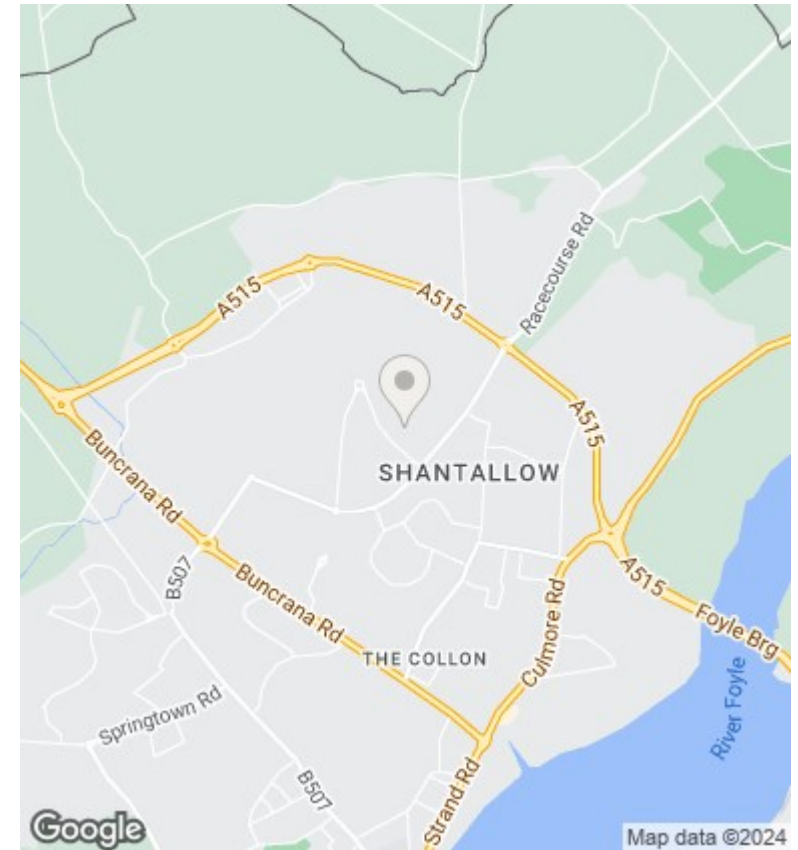 Racecourse Rd
A515
A515
A515
Buncrana Rd
SHANTALLOW
B507
Buncrana Rd
A515
Foyle Brg
Culmore Rd
THE COLLON
River Foyle
Springtown Rd
B507
Strand Rd
Google
Map data ©2024